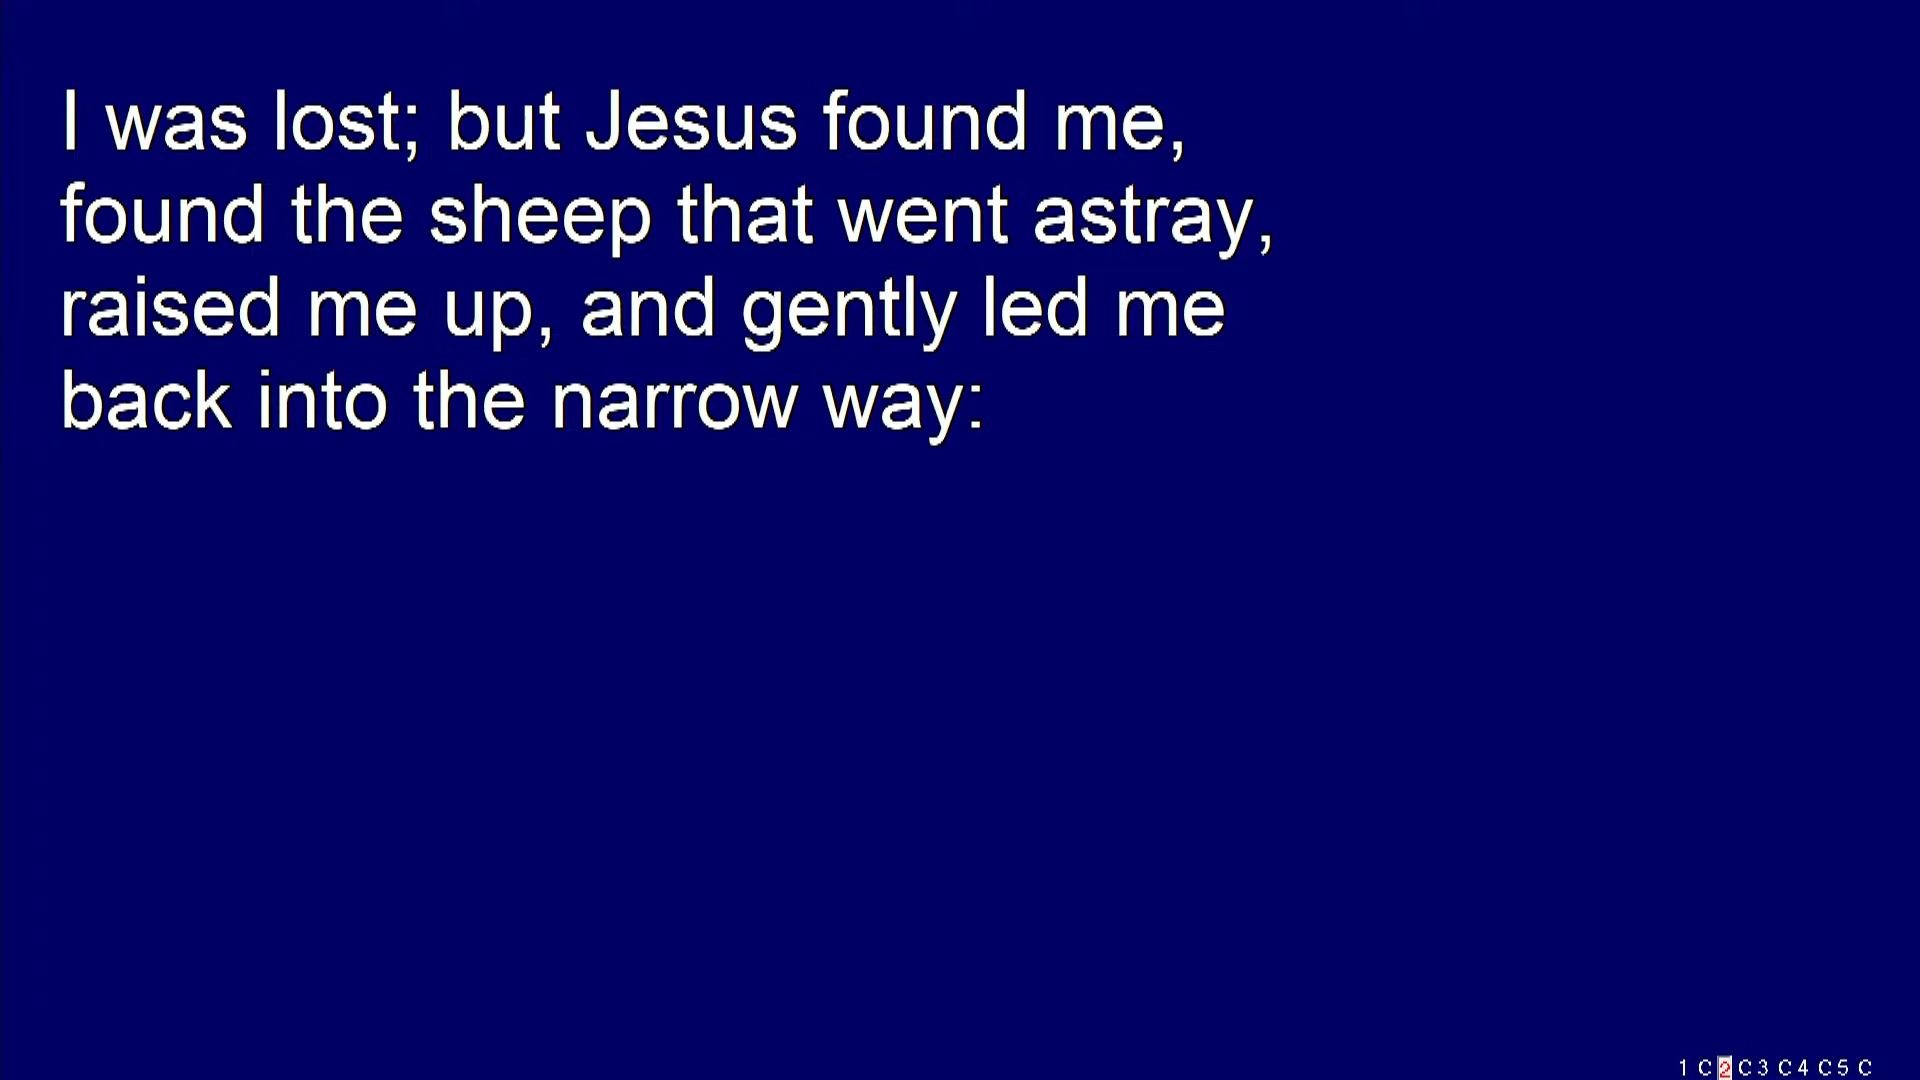 I was lost; but Jesus found me,
found the sheep that went astray,
raised me up, and gently led me
back into the narrow way:
1 C 2 C 3 C 4 C 5 C